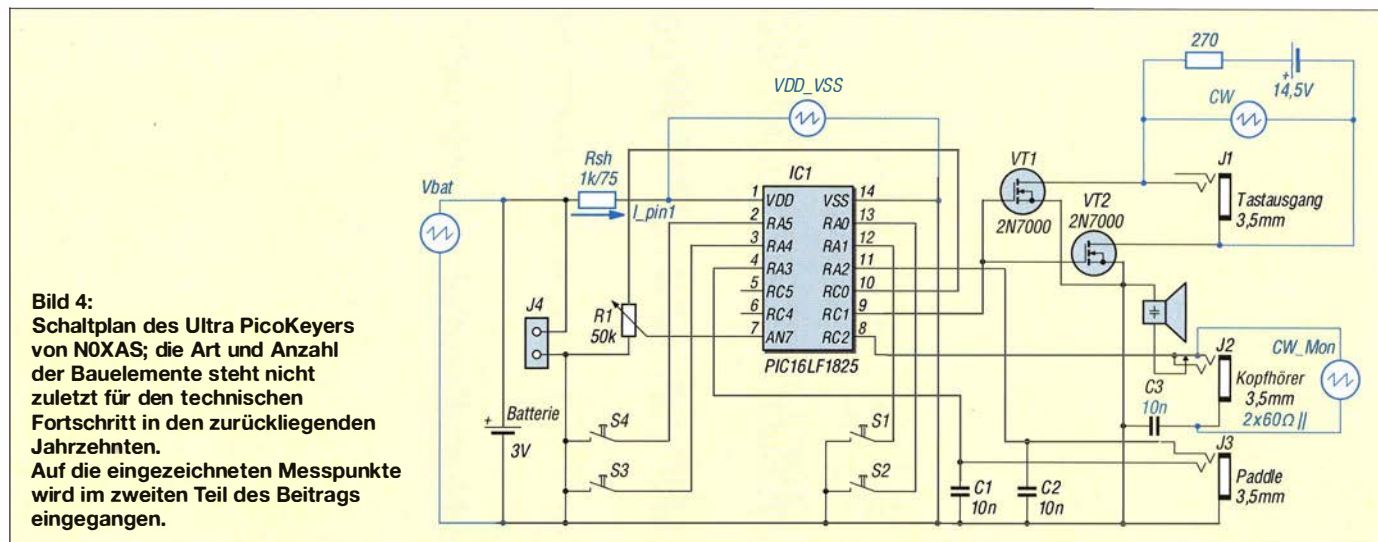 270
14,5V
+
CW
VDD_VSS
Vbat
Rsh
1k/75
I_pin1
IC1
1 VDD VSS 14
2 RA5 RA0 13
3 RA4 RA1 12
4 RA3 RA2 11
5 RC5 RC0 10
6 RC4 RC1 9
7 AN7 RC2 8
PIC16LF1825
VT1
2N7000
VT2
2N7000
J1
Tastausgang
3,5mm
J4
R1
50k
J2
Kopfhörer
3,5mm
2x60Ω ||
CW_Mon
C3
10n
+
Batterie
3V
S4
S3
S1
S2
C1
10n
C2
10n
J3
Paddle
3,5mm
Bild 4:
Schaltplan des Ultra PicoKeyers
von N0XAS; die Art und Anzahl
der Bauelemente steht nicht
zuletzt für den technischen
Fortschritt in den zurückliegenden
Jahrzehnten.
Auf die eingezeichneten Messpunkte
wird im zweiten Teil des Beitrags
eingegangen.